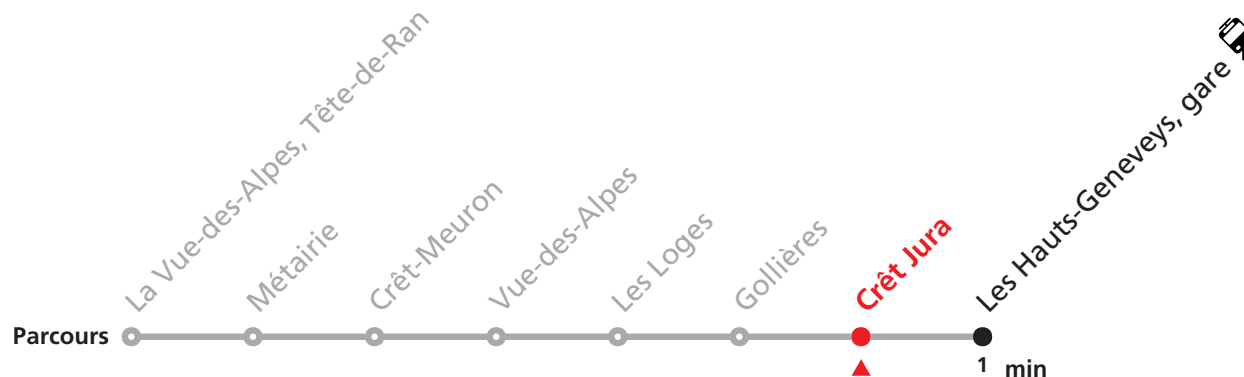 La Vue-des-Alpes, Tête-de-Ran
Métairie
Crêt-Meuron
Vue-des-Alpes
Les Loges
Gollières
Crêt Jura
Les Hauts-Geneveys, gare
Parcours
1 min